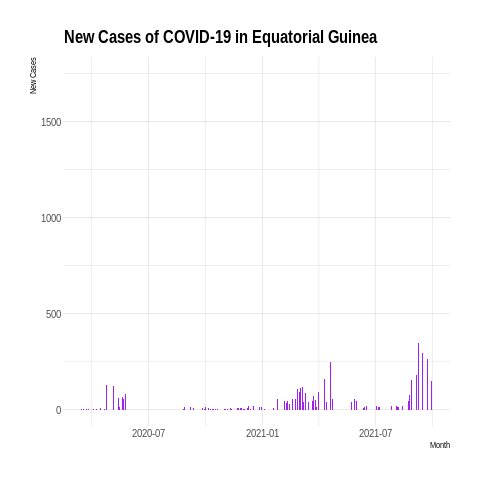 New Cases of COVID-19 in Equatorial Guinea
New Cases
1500
1000
500
0
2020-07
2021-01
2021-07
Month